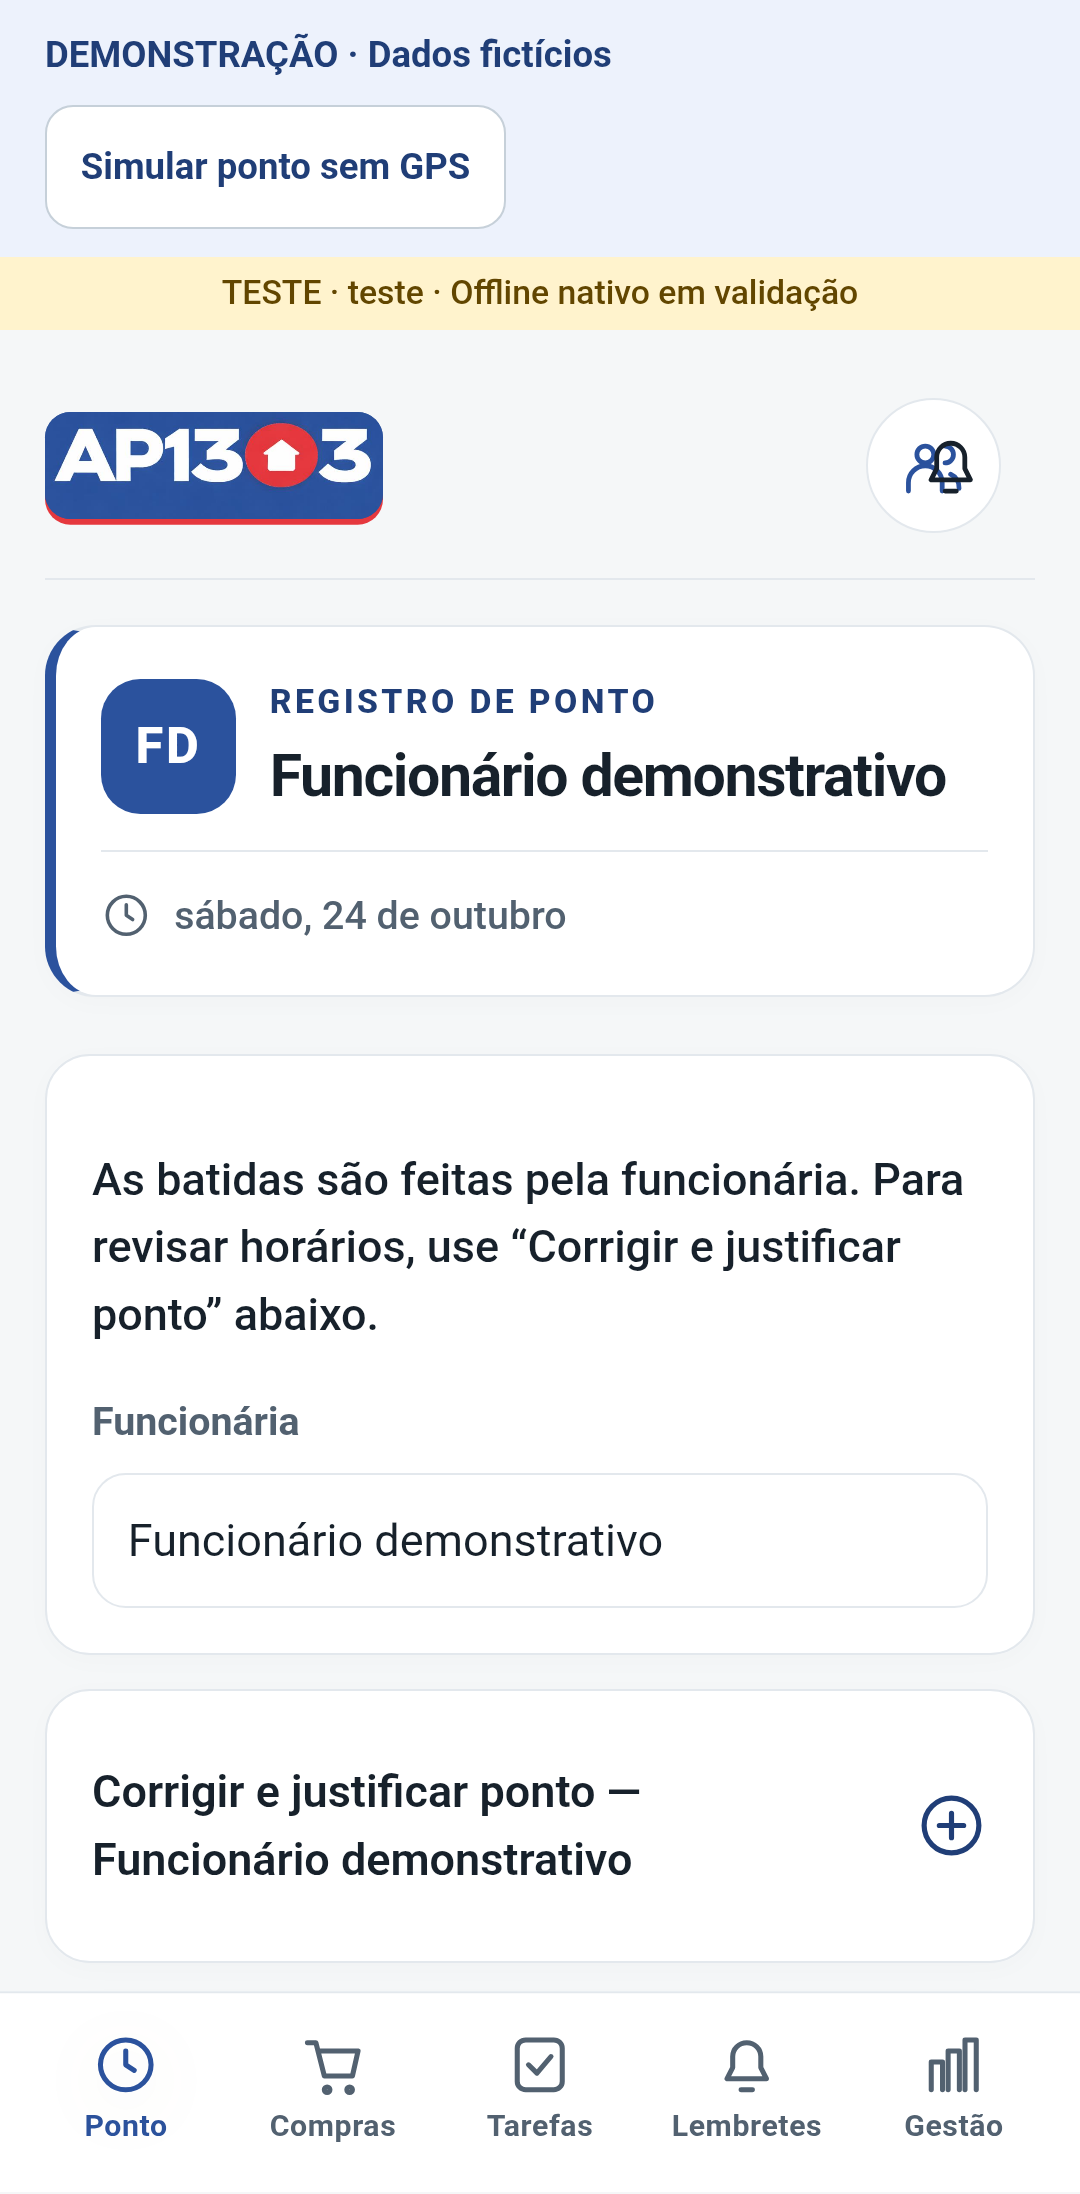 DEMONSTRAÇÃO · Dados fictícios
Simular ponto sem GPS
TESTE · teste · Offline nativo em validação
AP13 3
FD
REGISTRO DE PONTO
Funcionário demonstrativo
sábado, 24 de outubro
As batidas são feitas pela funcionária. Para
revisar horários, use “Corrigir e justificar
ponto” abaixo.
Funcionária
Funcionário demonstrativo
Corrigir e justificar ponto —
Funcionário demonstrativo
Ponto
Compras
Tarefas
Lembretes
Gestão